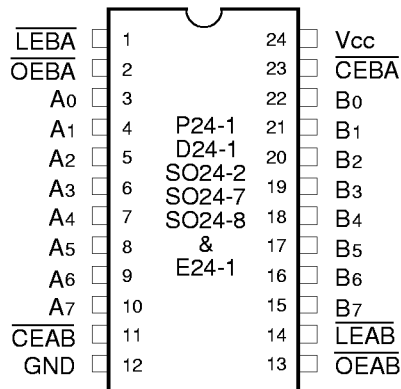 LEBA 1 24 Vcc
OEBA 2 23 CEBA
A0 3 22 B0
A1 4 P24-1 21 B1
A2 5 D24-1 20 B2
A3 6 SO24-2 19 B3
A4 7 SO24-7 18 B4
A5 8 SO24-8 17 B5
A6 9 & 16 B6
A7 10 E24-1 15 B7
CEAB 11 14 LEAB
GND 12 13 OEAB